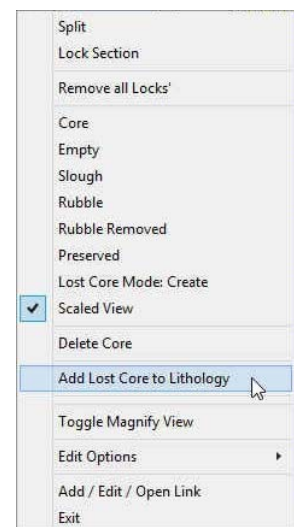 Split
Lock Section
Remove all Locks'
Core
Empty
Slough
Rubble
Rubble Removed
Preserved
Lost Core Mode: Create
Scaled View
Delete Core
Add Lost Core to Lithology
Toggle Magnify View
Edit Options
Add / Edit / Open Link
Exit